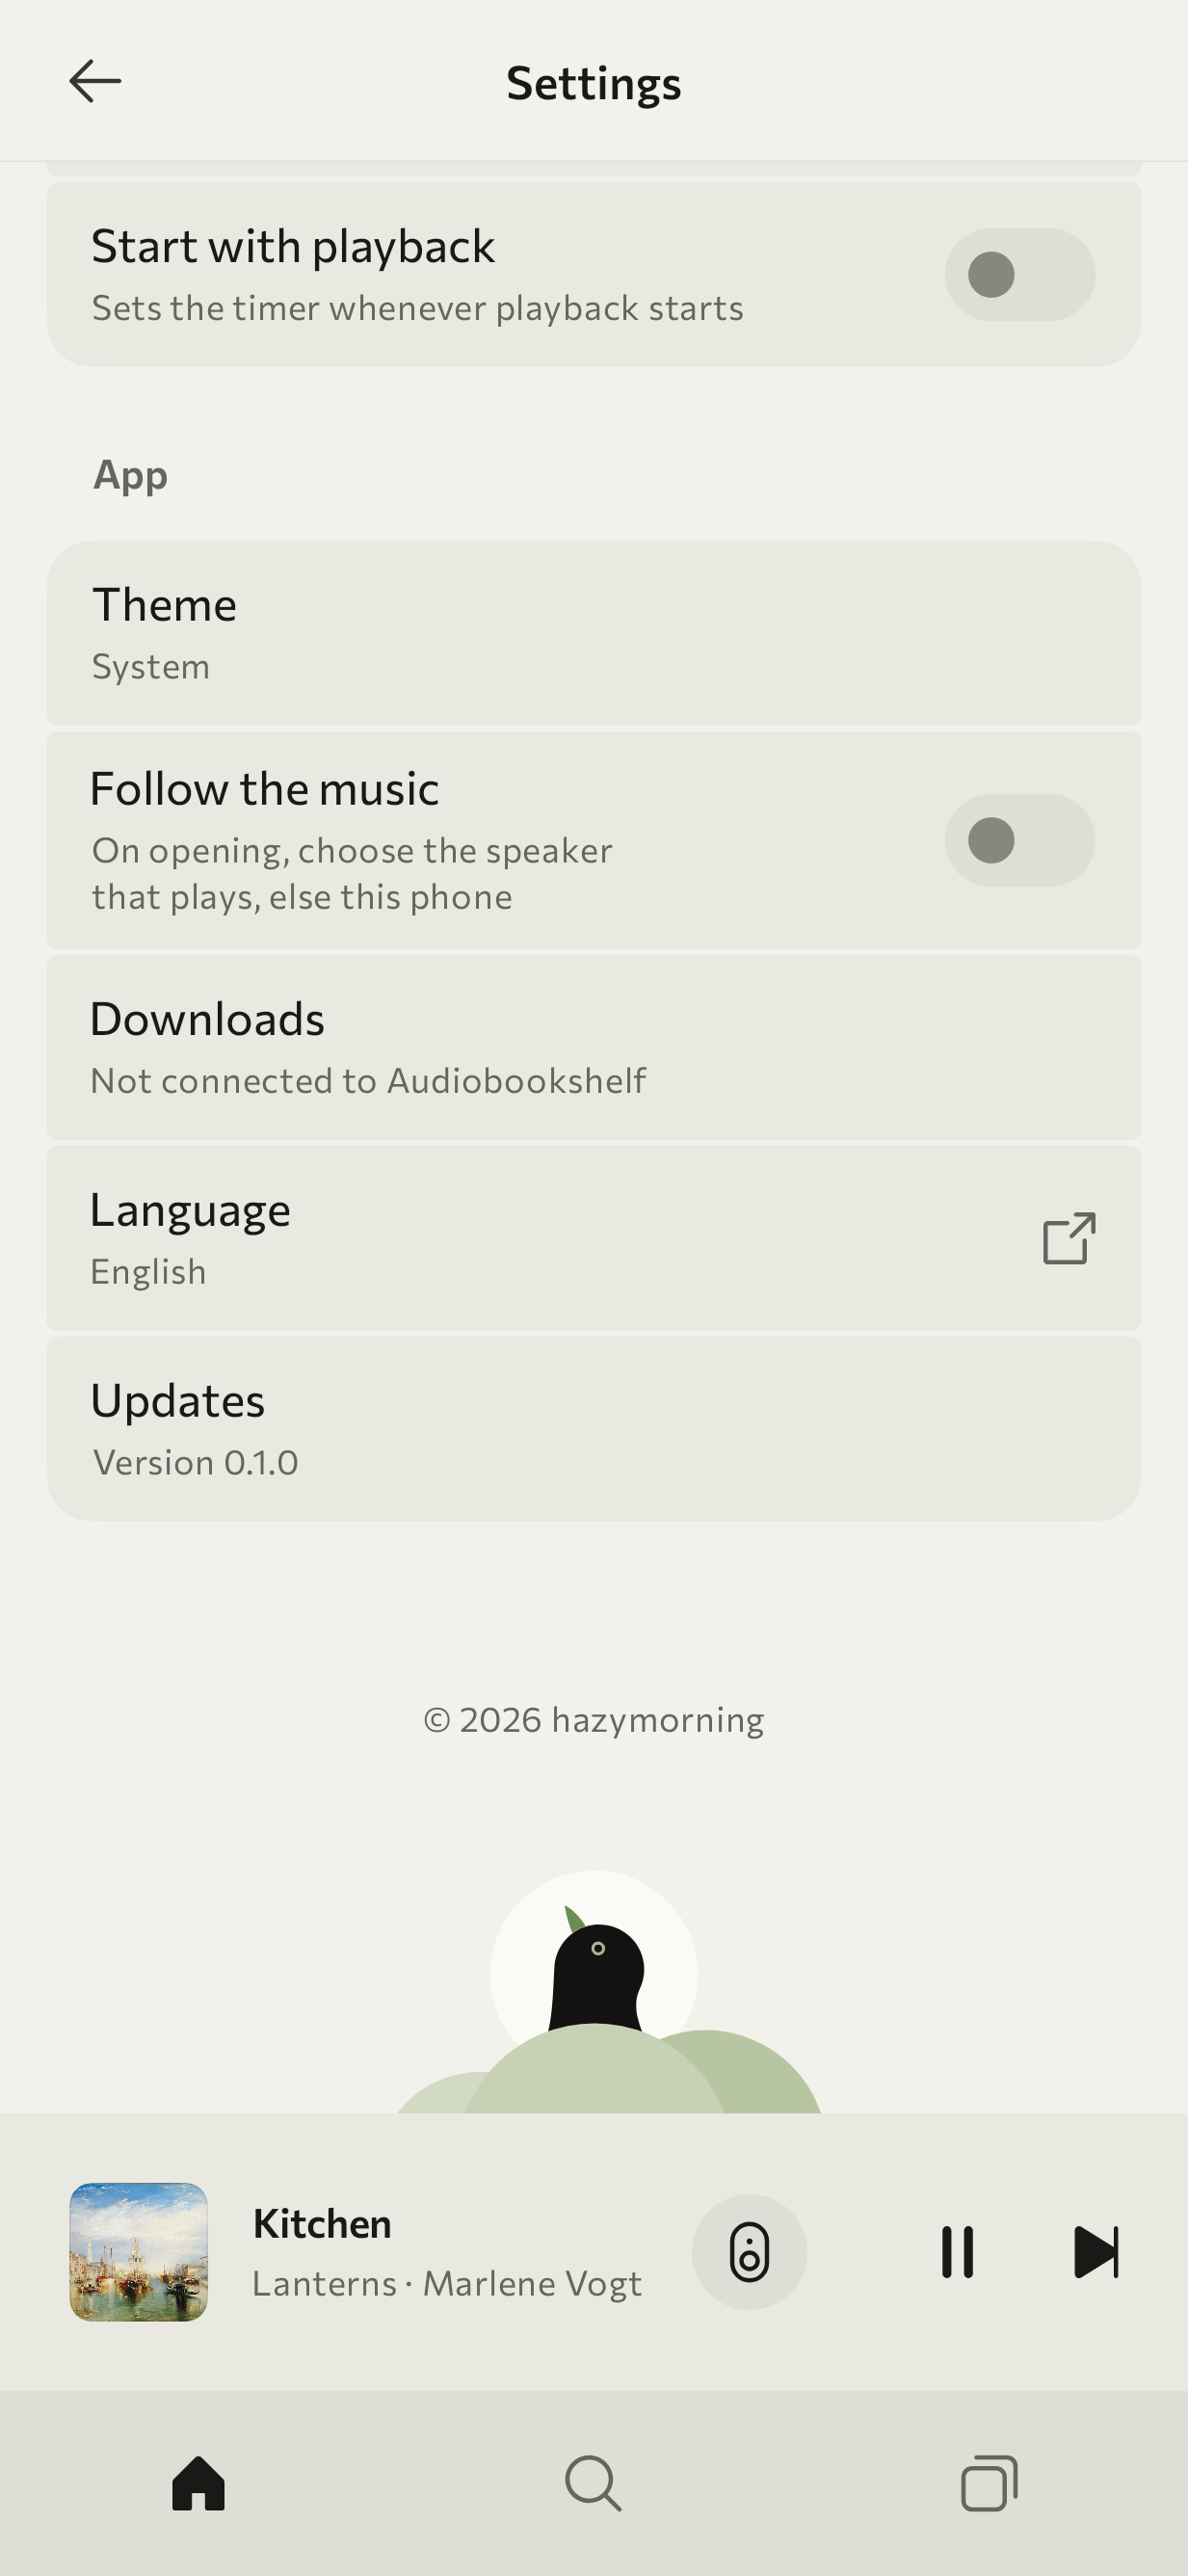 Settings
Start with playback
Sets the timer whenever playback starts
App
Theme
System
Follow the music
On opening, choose the speaker
that plays, else this phone
Downloads
Not connected to Audiobookshelf
Language
English
Updates
Version 0.1.0
© 2026 hazymorning
Kitchen
Lanterns · Marlene Vogt